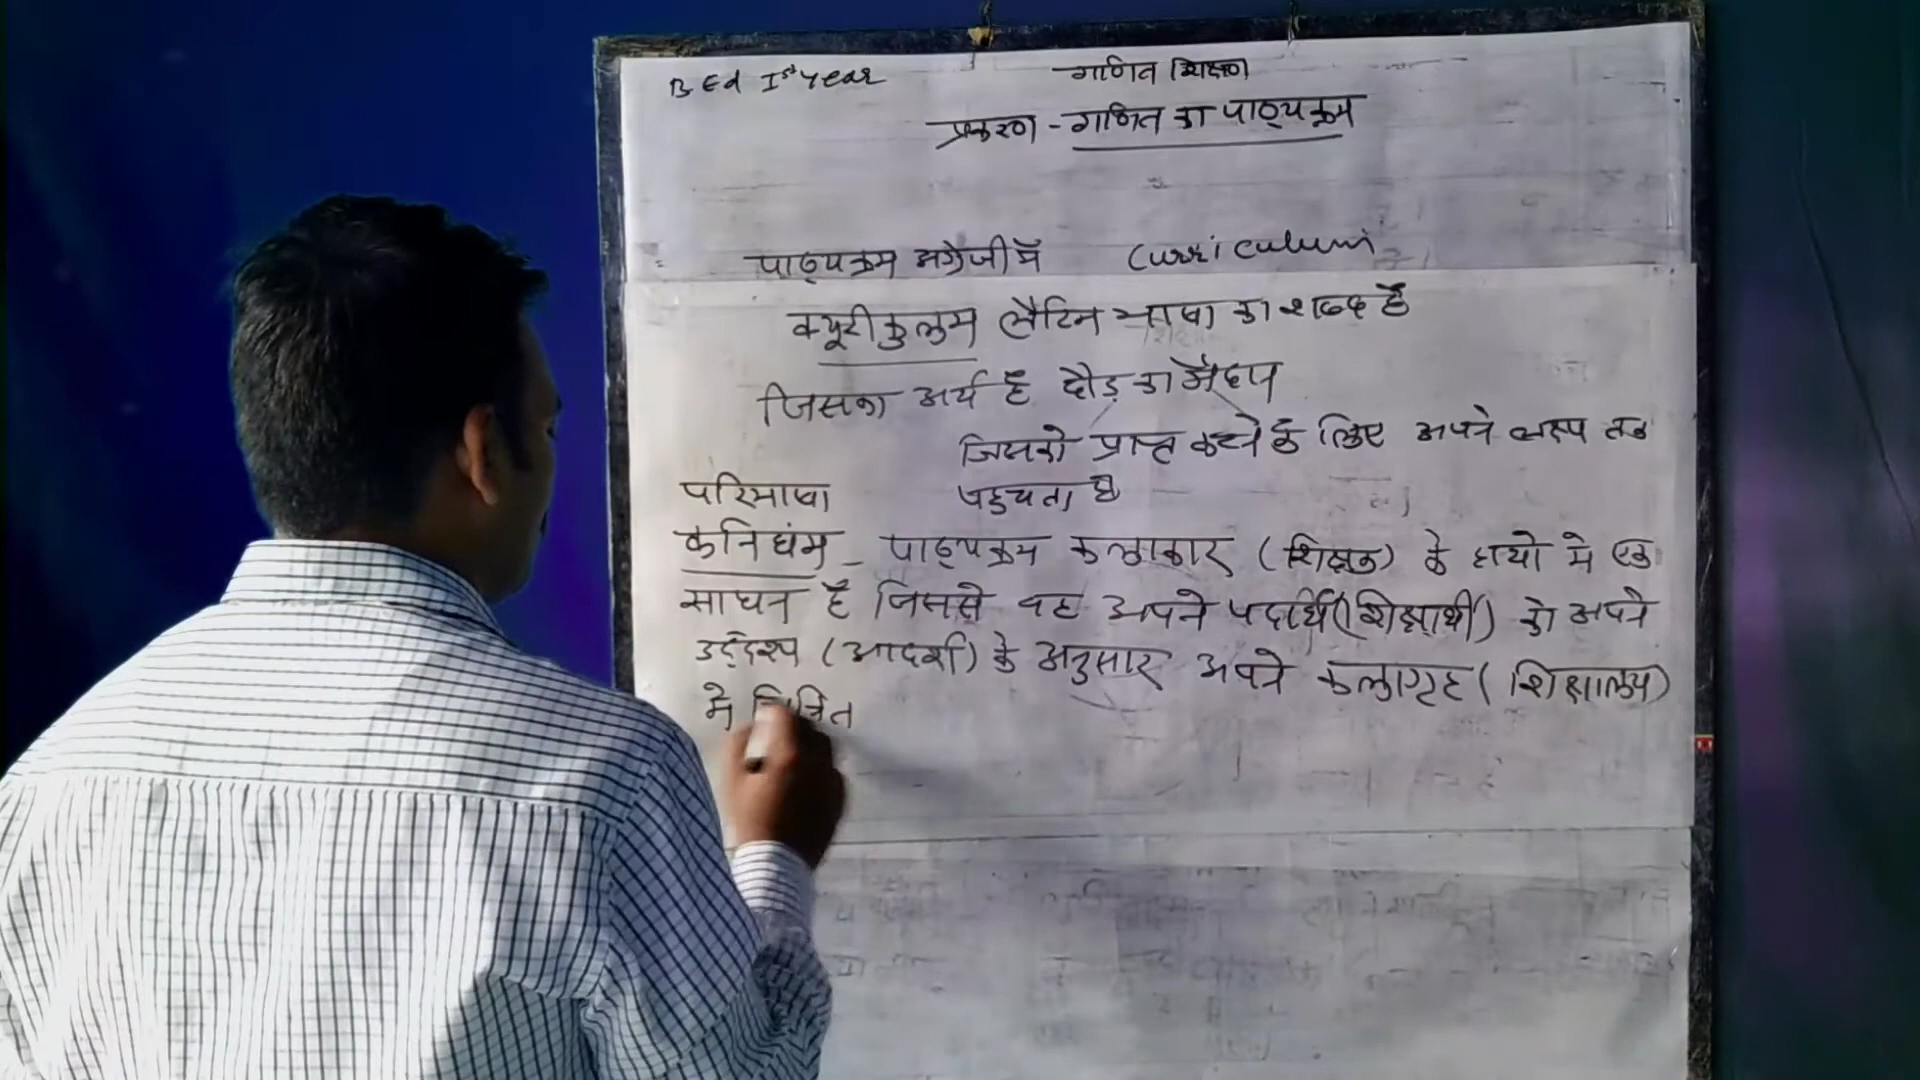 B Ed Ist Year
गणित शिक्षण
प्रकरण - गणित का पाठ्यक्रम
पाठ्यक्रम अंग्रेजी में Curriculum
क्यूरीकुलम लैटिन भाषा का शब्द है
जिसका अर्थ है दौड़ का मैदान
जिसको प्राप्त करने के लिए अपने लक्ष्य तक
पहुचता है
परिभाषा
कनिघंम - पाठ्यक्रम कलाकार (शिक्षक) के हाथो मे एक
साधन है जिससे वह अपने पदार्थ (शिक्षार्थी) को अपने
उद्देश्य (आदर्श) के अनुसार अपने कलागृह (शिक्षालय)
मे चित्रित